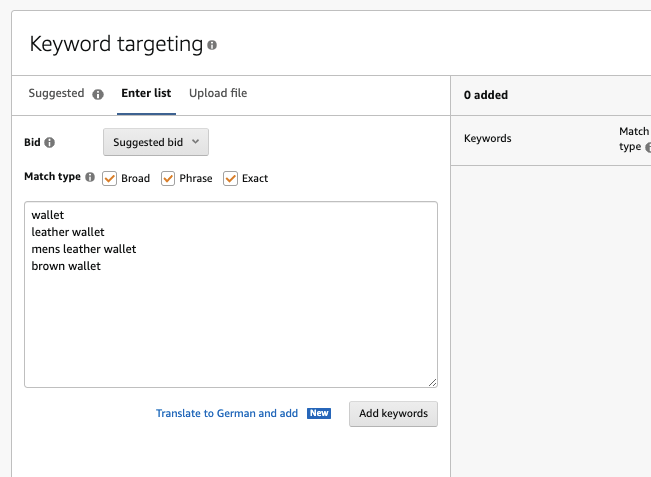 Keyword targeting
Suggested Enter list Upload file
0 added
Bid Suggested bid
Keywords
Match type
Match type Broad Phrase Exact
wallet
leather wallet
mens leather wallet
brown wallet
Translate to German and add New Add keywords